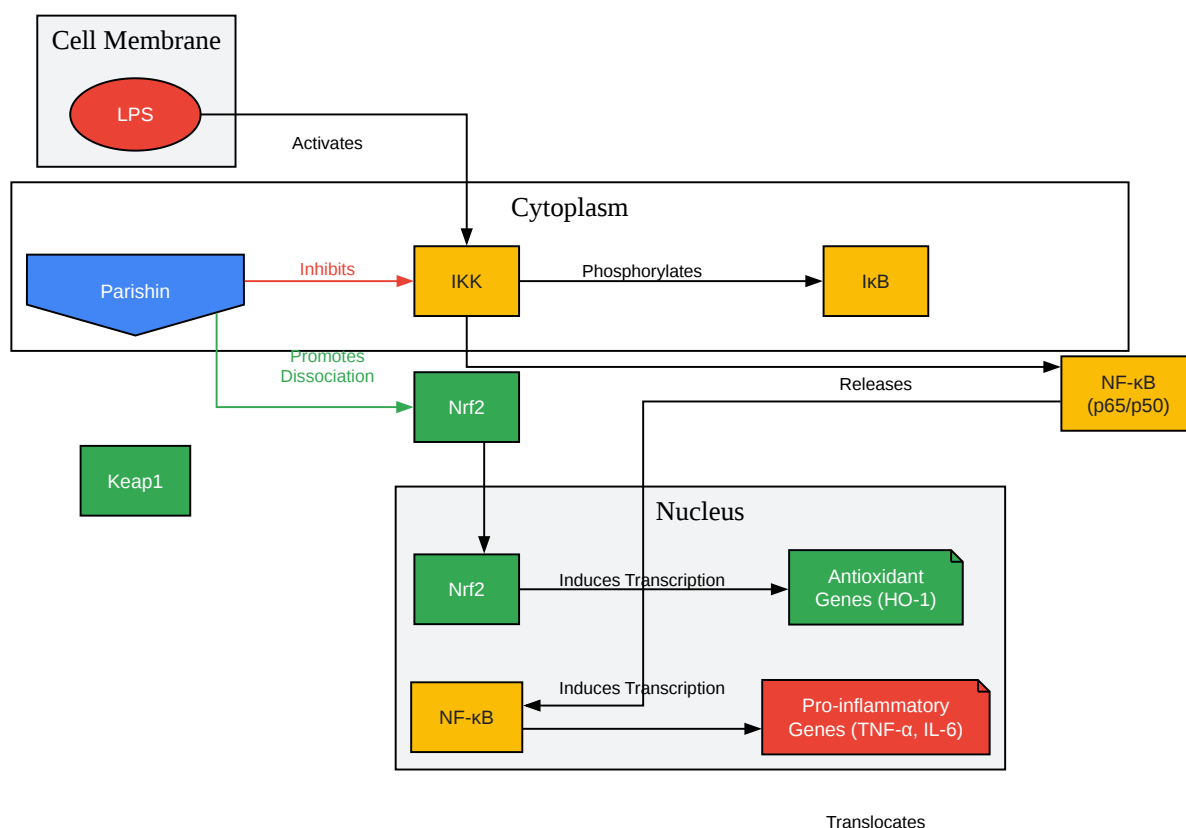 Cell Membrane
LPS
Activates
Cytoplasm
Parishin
Inhibits
IKK
Phosphorylates
IκB
Promotes
Dissociation
Nrf2
Releases
NF-κB
(p65/p50)
Keap1
Nucleus
Nrf2
Induces Transcription
Antioxidant
Genes (HO-1)
NF-κB
Induces Transcription
Pro-inflammatory
Genes (TNF-α, IL-6)
Translocates